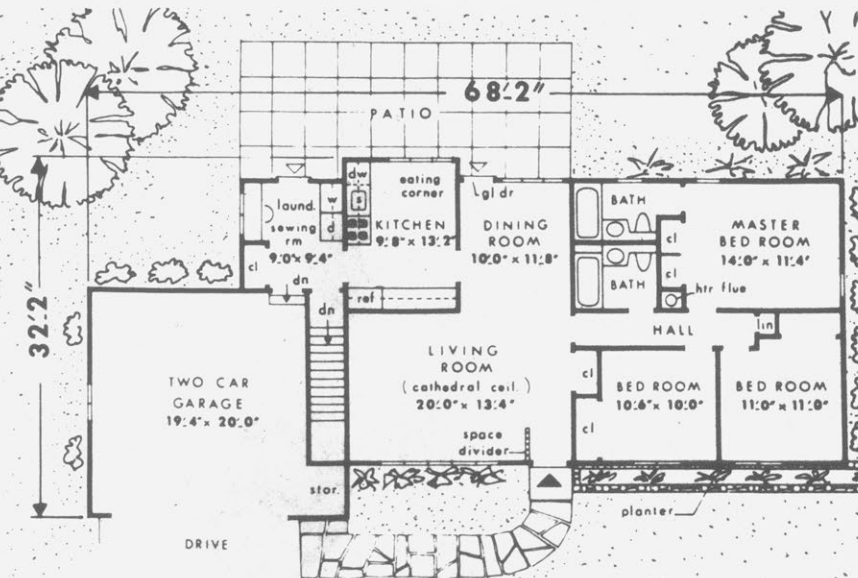 68'-2"
PATIO
32'-2"
dw
s
eating
corner
KITCHEN
9'-8" x 13'-2"
gl dr
DINING
ROOM
10'-0" x 11'-8"
BATH
BATH
cl
cl
MASTER
BED ROOM
14'-0" x 11'-4"
htr flue
laund.
sewing
rm
9'-0" x 9'-4"
w
d
cl
dn
dn
ref
HALL
lin
TWO CAR
GARAGE
19'-4" x 20'-0"
LIVING
ROOM
(cathedral ceil.)
20'-0" x 13'-4"
space
divider
cl
cl
BED ROOM
10'-6" x 10'-0"
BED ROOM
11'-0" x 11'-0"
stor.
planter
DRIVE